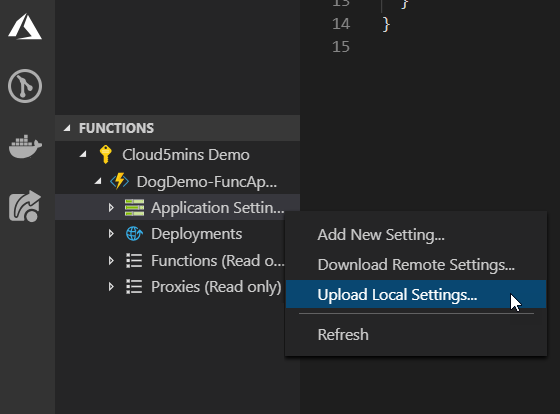 13 }
14 }
15
FUNCTIONS
Cloud5mins Demo
DogDemo-FuncAp...
Application Settin...
Deployments
Functions (Read o...
Proxies (Read only)
Add New Setting...
Download Remote Settings...
Upload Local Settings...
Refresh